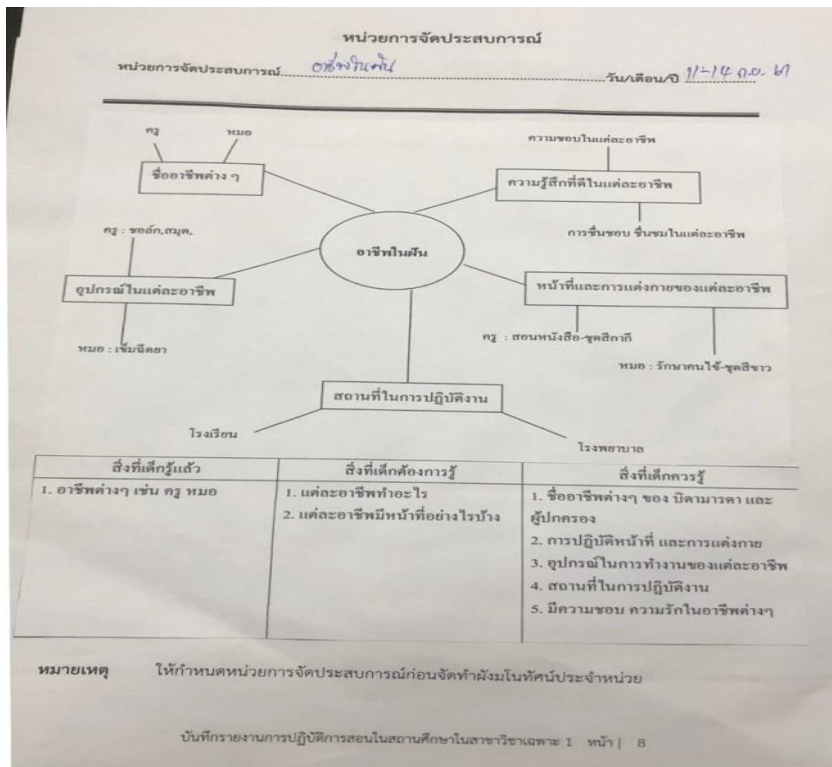 หน่วยการจัดประสบการณ์
หน่วยการจัดประสบการณ์.....อาชีพในฝัน.....วัน/เดือน/ปี 11-14 ก.ย. 61
ครู หมอ
ชื่ออาชีพต่าง ๆ
ความชอบในแต่ละอาชีพ
ความรู้สึกที่ดีในแต่ละอาชีพ
การชื่นชอบ ชื่นชมในแต่ละอาชีพ
อาชีพในฝัน
ครู : ชอล์ก,สมุด,
อุปกรณ์ในแต่ละอาชีพ
หมอ : เข็มฉีดยา
หน้าที่และการแต่งกายของแต่ละอาชีพ
ครู : สอนหนังสือ-ชุดสีกากี
หมอ : รักษาคนไข้-ชุดสีขาว
สถานที่ในการปฏิบัติงาน
โรงเรียน
โรงพยาบาล
สิ่งที่เด็กรู้แล้ว
1. อาชีพต่างๆ เช่น ครู หมอ
สิ่งที่เด็กต้องการรู้
1. แต่ละอาชีพทำอะไร
2. แต่ละอาชีพมีหน้าที่อย่างไรบ้าง
สิ่งที่เด็กควรรู้
1. ชื่ออาชีพต่างๆ ของ บิดามารดา และ
ผู้ปกครอง
2. การปฏิบัติหน้าที่ และการแต่งกาย
3. อุปกรณ์ในการทำงานของแต่ละอาชีพ
4. สถานที่ในการปฏิบัติงาน
5. มีความชอบ ความรักในอาชีพต่างๆ
หมายเหตุ ให้กำหนดหน่วยการจัดประสบการณ์ก่อนจัดทำผังมโนทัศน์ประจำหน่วย
บันทึกรายงานการปฏิบัติการสอนในสถานศึกษาในสาขาวิชาเฉพาะ 1 หน้า | 8